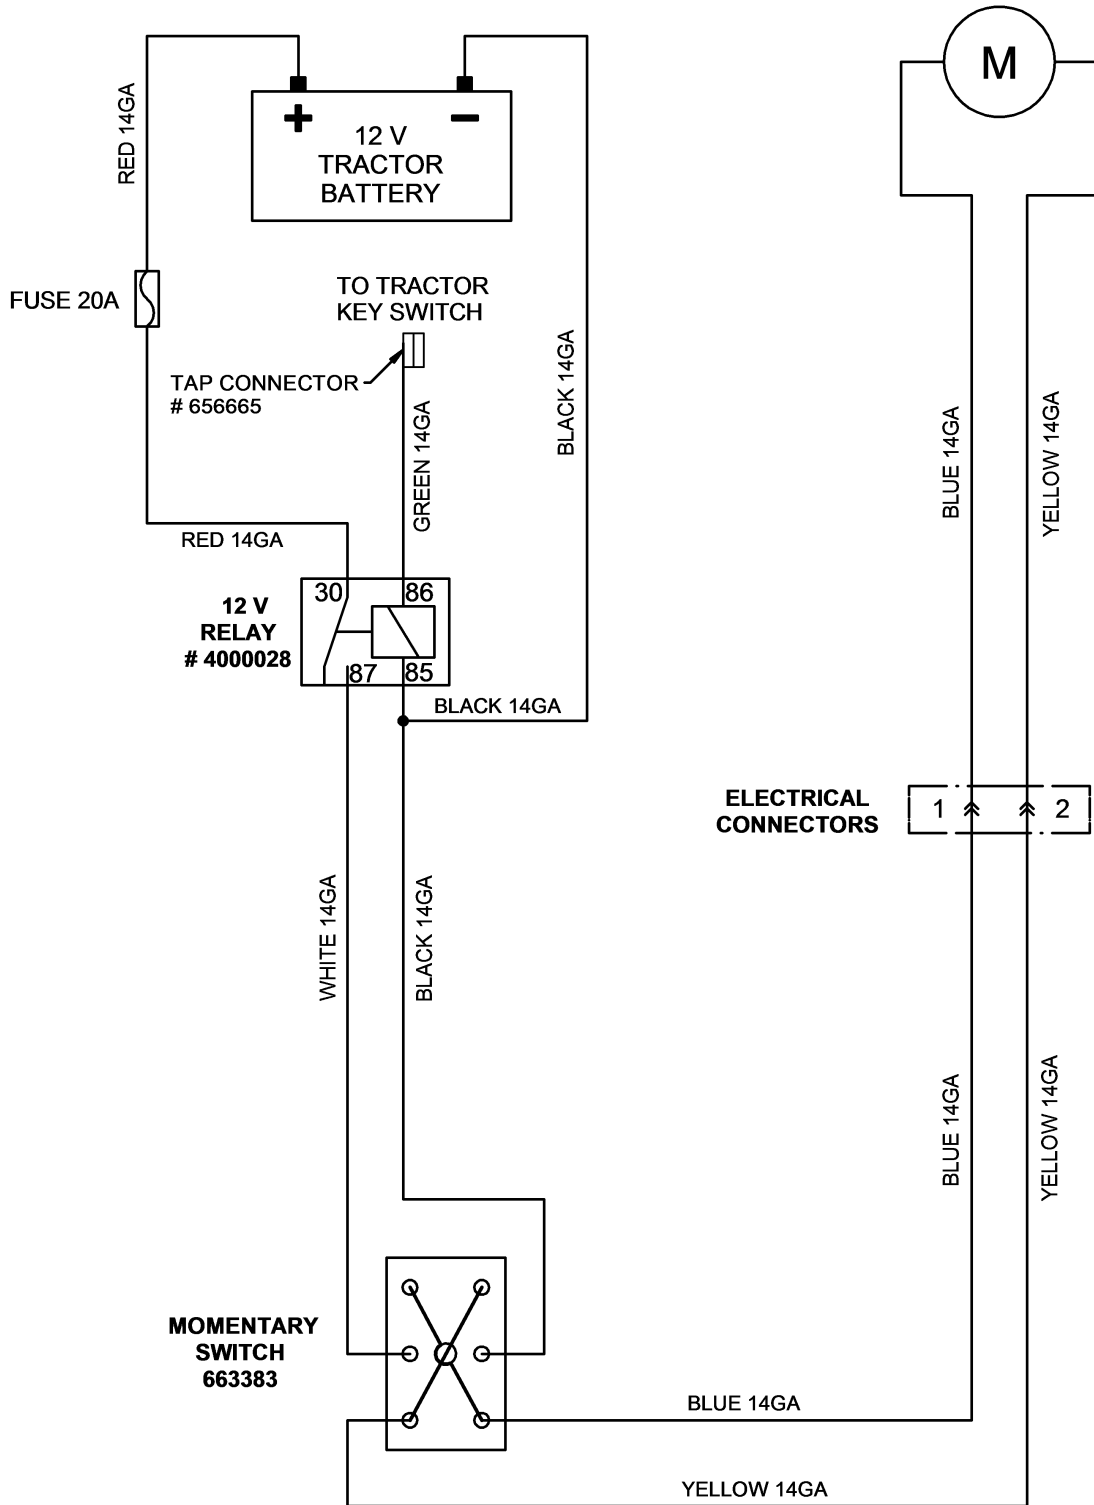 M
RED 14GA
12 V
TRACTOR
BATTERY
FUSE 20A
TO TRACTOR
KEY SWITCH
TAP CONNECTOR
# 656665
GREEN 14GA
BLACK 14GA
BLUE 14GA
YELLOW 14GA
RED 14GA
30
86
12 V
RELAY
# 4000028
87
85
BLACK 14GA
ELECTRICAL
CONNECTORS
1
2
WHITE 14GA
BLACK 14GA
BLUE 14GA
YELLOW 14GA
MOMENTARY
SWITCH
663383
BLUE 14GA
YELLOW 14GA